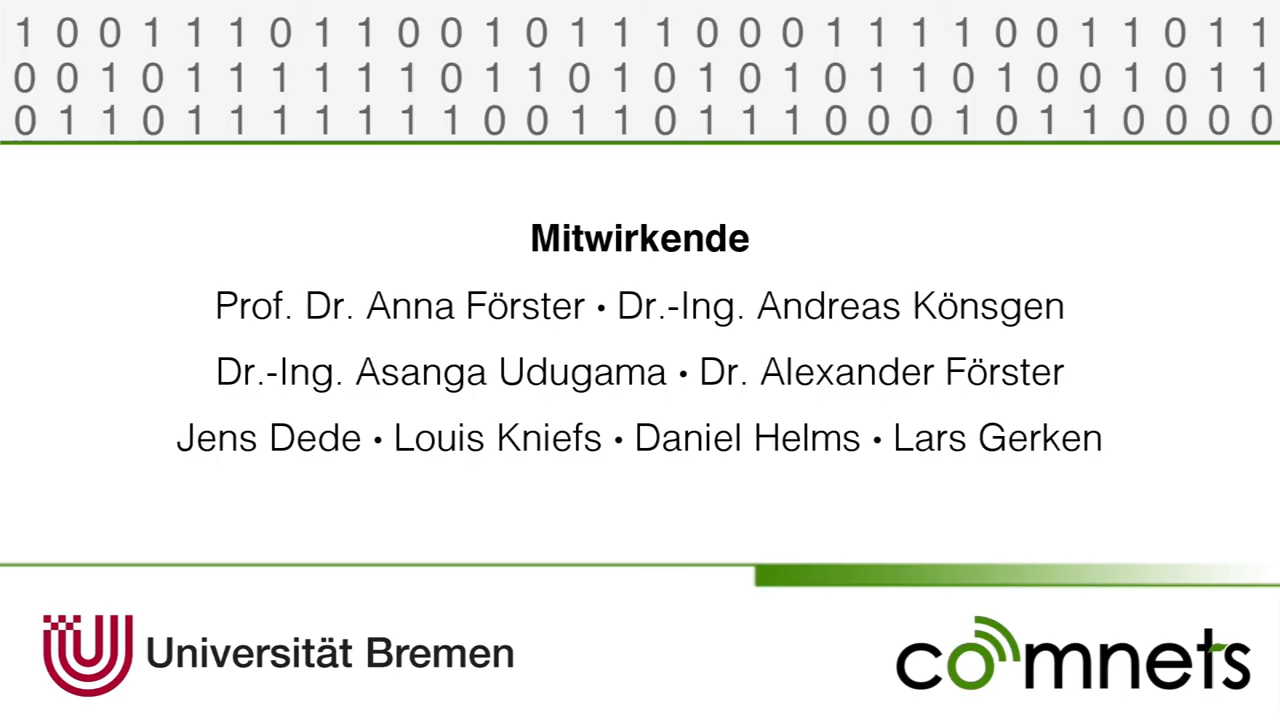 1 0 0 1 1 1 0 1 1 0 0 1 0 1 1 1 0 0 0 1 1 1 1 0 0 1 1 0 1 1
0 0 1 0 1 1 1 1 1 1 0 1 1 0 1 0 1 0 1 0 1 1 0 1 0 0 1 0 1 1
0 1 1 0 1 1 1 1 1 1 1 0 0 1 1 0 1 1 1 0 0 0 1 0 1 1 0 0 0 0
Mitwirkende
Prof. Dr. Anna Förster • Dr.-Ing. Andreas Könsgen
Dr.-Ing. Asanga Udugama • Dr. Alexander Förster
Jens Dede • Louis Kniefs • Daniel Helms • Lars Gerken
Universität Bremen
comnets